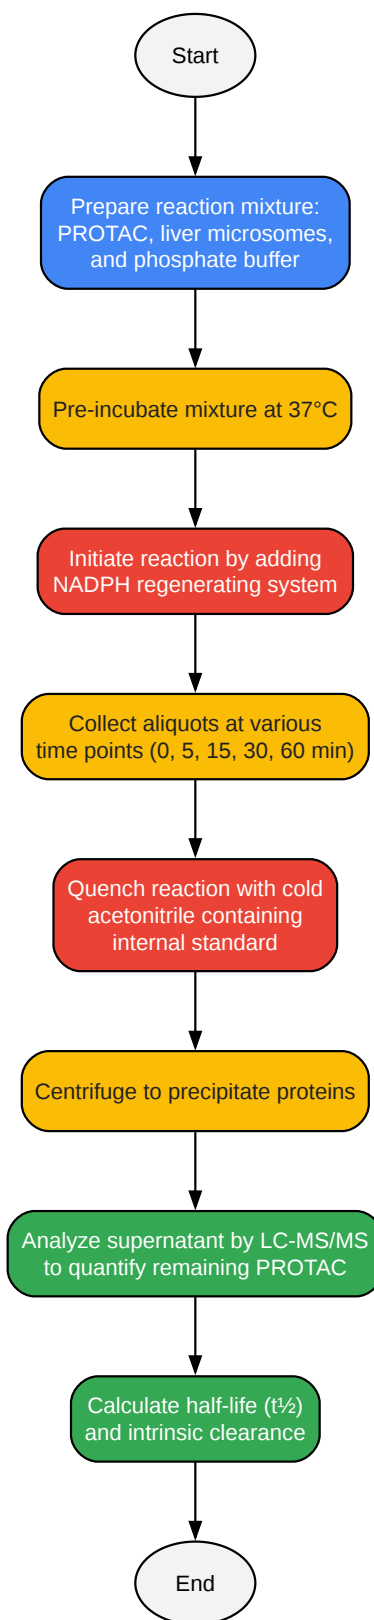 Start
Prepare reaction mixture:
PROTAC, liver microsomes,
and phosphate buffer
Pre-incubate mixture at 37°C
Initiate reaction by adding
NADPH regenerating system
Collect aliquots at various
time points (0, 5, 15, 30, 60 min)
Quench reaction with cold
acetonitrile containing
internal standard
Centrifuge to precipitate proteins
Analyze supernatant by LC-MS/MS
to quantify remaining PROTAC
Calculate half-life (t½)
and intrinsic clearance
End